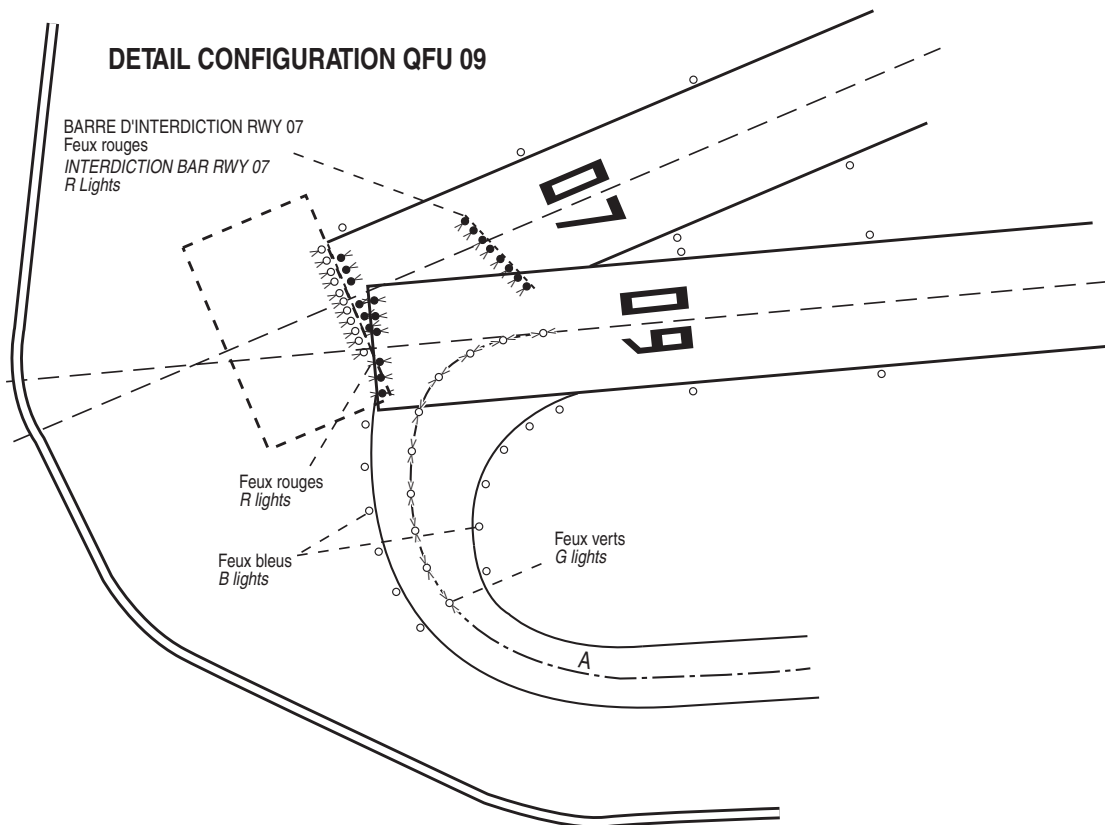 DETAIL CONFIGURATION QFU 09
BARRE D'INTERDICTION RWY 07
Feux rouges
INTERDICTION BAR RWY 07
R Lights
07
09
Feux rouges
R lights
Feux bleus
B lights
Feux verts
G lights
A